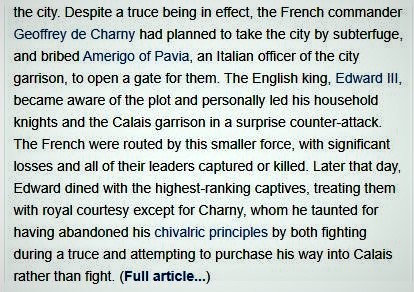 the city. Despite a truce being in effect, the French commander
Geoffrey de Charny had planned to take the city by subterfuge,
and bribed Amerigo of Pavia, an Italian officer of the city
garrison, to open a gate for them. The English king, Edward III,
became aware of the plot and personally led his household
knights and the Calais garrison in a surprise counter-attack.
The French were routed by this smaller force, with significant
losses and all of their leaders captured or killed. Later that day,
Edward dined with the highest-ranking captives, treating them
with royal courtesy except for Charny, whom he taunted for
having abandoned his chivalric principles by both fighting
during a truce and attempting to purchase his way into Calais
rather than fight. (Full article...)